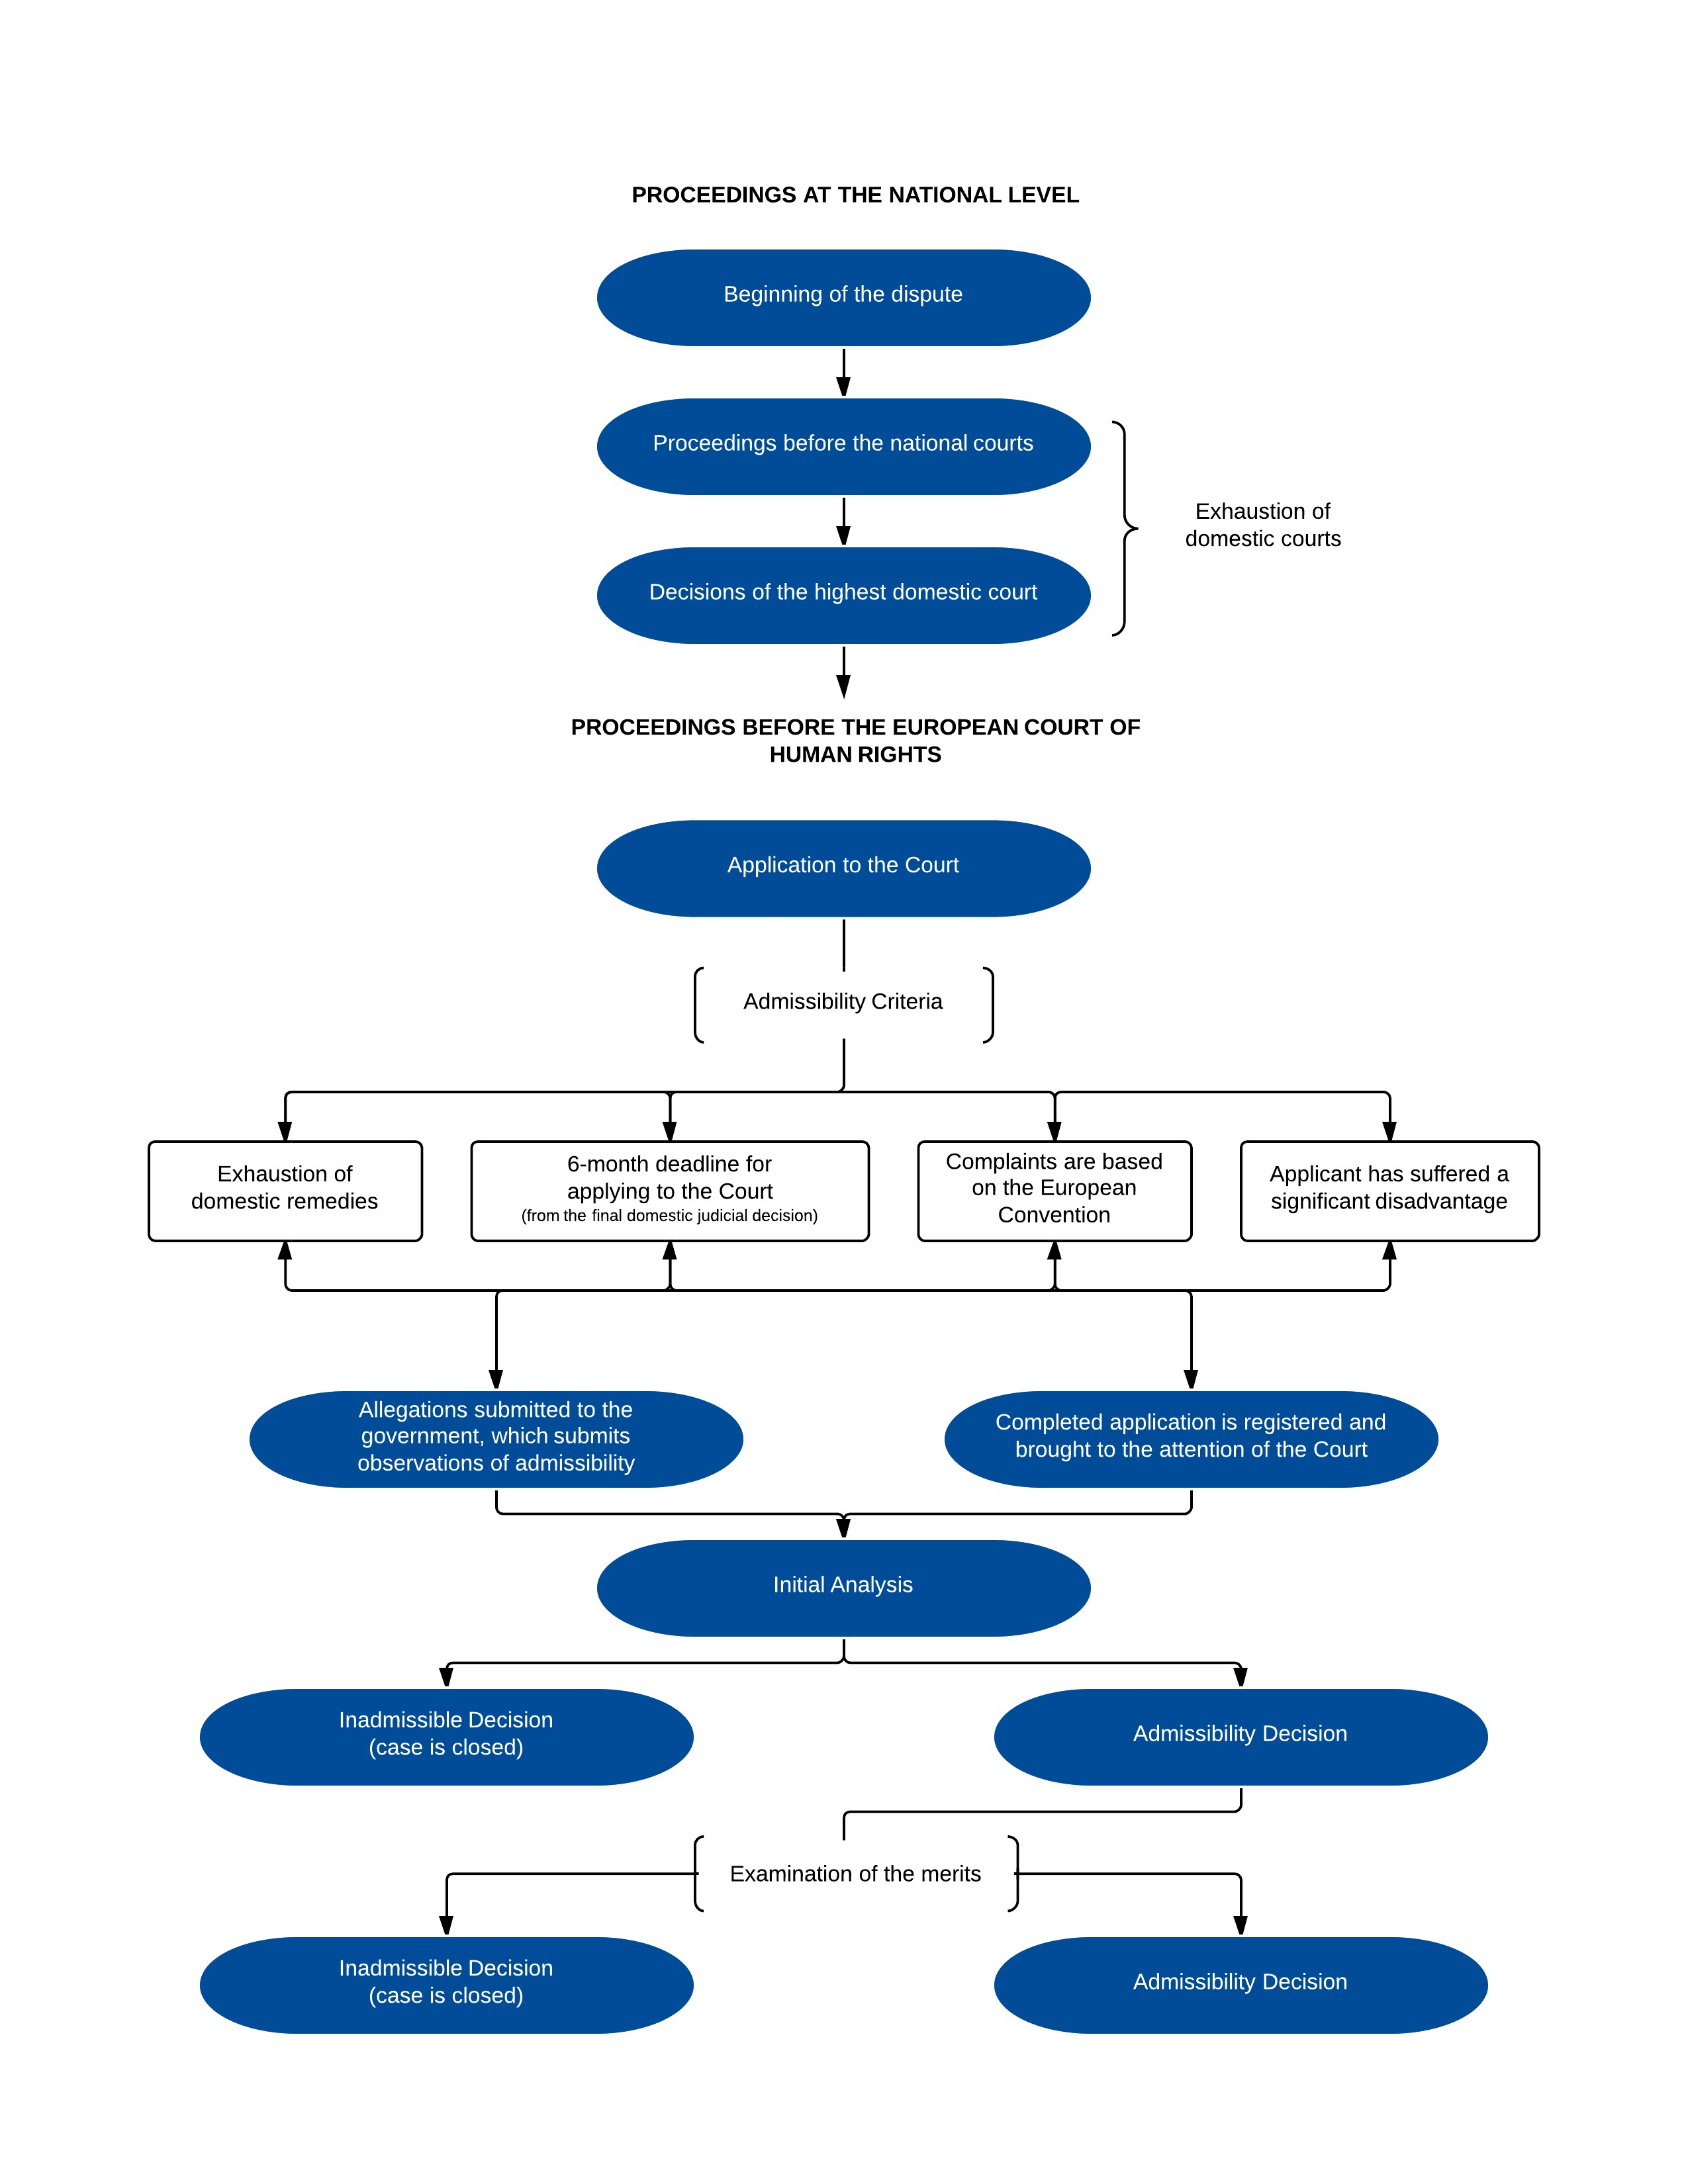 PROCEEDINGS AT THE NATIONAL LEVEL
Beginning of the dispute
Proceedings before the national courts
Exhaustion of
domestic courts
Decisions of the highest domestic court
PROCEEDINGS BEFORE THE EUROPEAN COURT OF
HUMAN RIGHTS
Application to the Court
Admissibility Criteria
Exhaustion of
domestic remedies
6-month deadline for
applying to the Court
(from the final domestic judicial decision)
Complaints are based
on the European
Convention
Applicant has suffered a
significant disadvantage
Allegations submitted to the
government, which submits
observations of admissibility
Completed application is registered and
brought to the attention of the Court
Initial Analysis
Inadmissible Decision
(case is closed)
Admissibility Decision
Examination of the merits
Inadmissible Decision
(case is closed)
Admissibility Decision